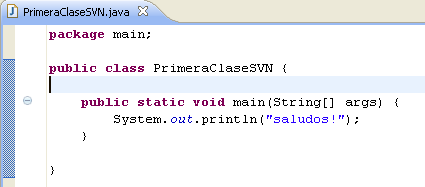 PrimeraClaseSVN.java
package main;
public class PrimeraClaseSVN {
public static void main(String[] args) {
System.out.println("saludos!");
}
}